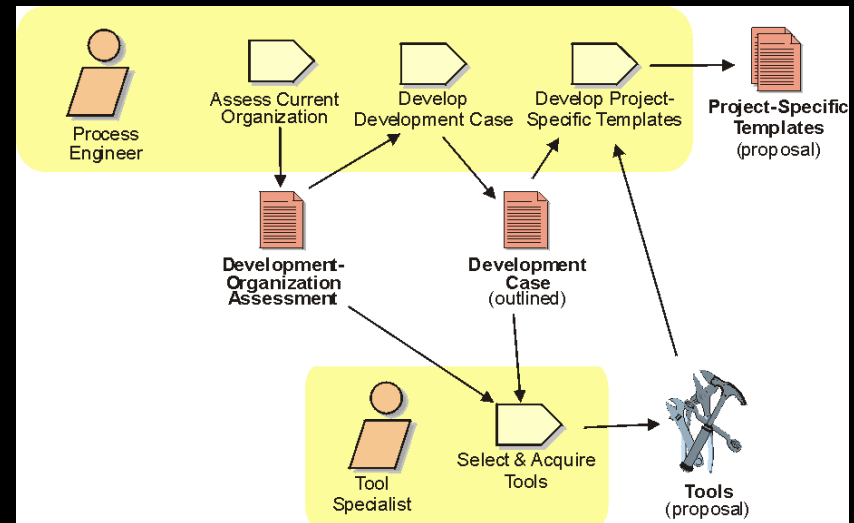 Process
Engineer
Assess Current
Organization
Develop
Development Case
Develop Project-
Specific Templates
Project-Specific
Templates
(proposal)
Development-
Organization
Assessment
Development
Case
(outlined)
Tool
Specialist
Select & Acquire
Tools
Tools
(proposal)